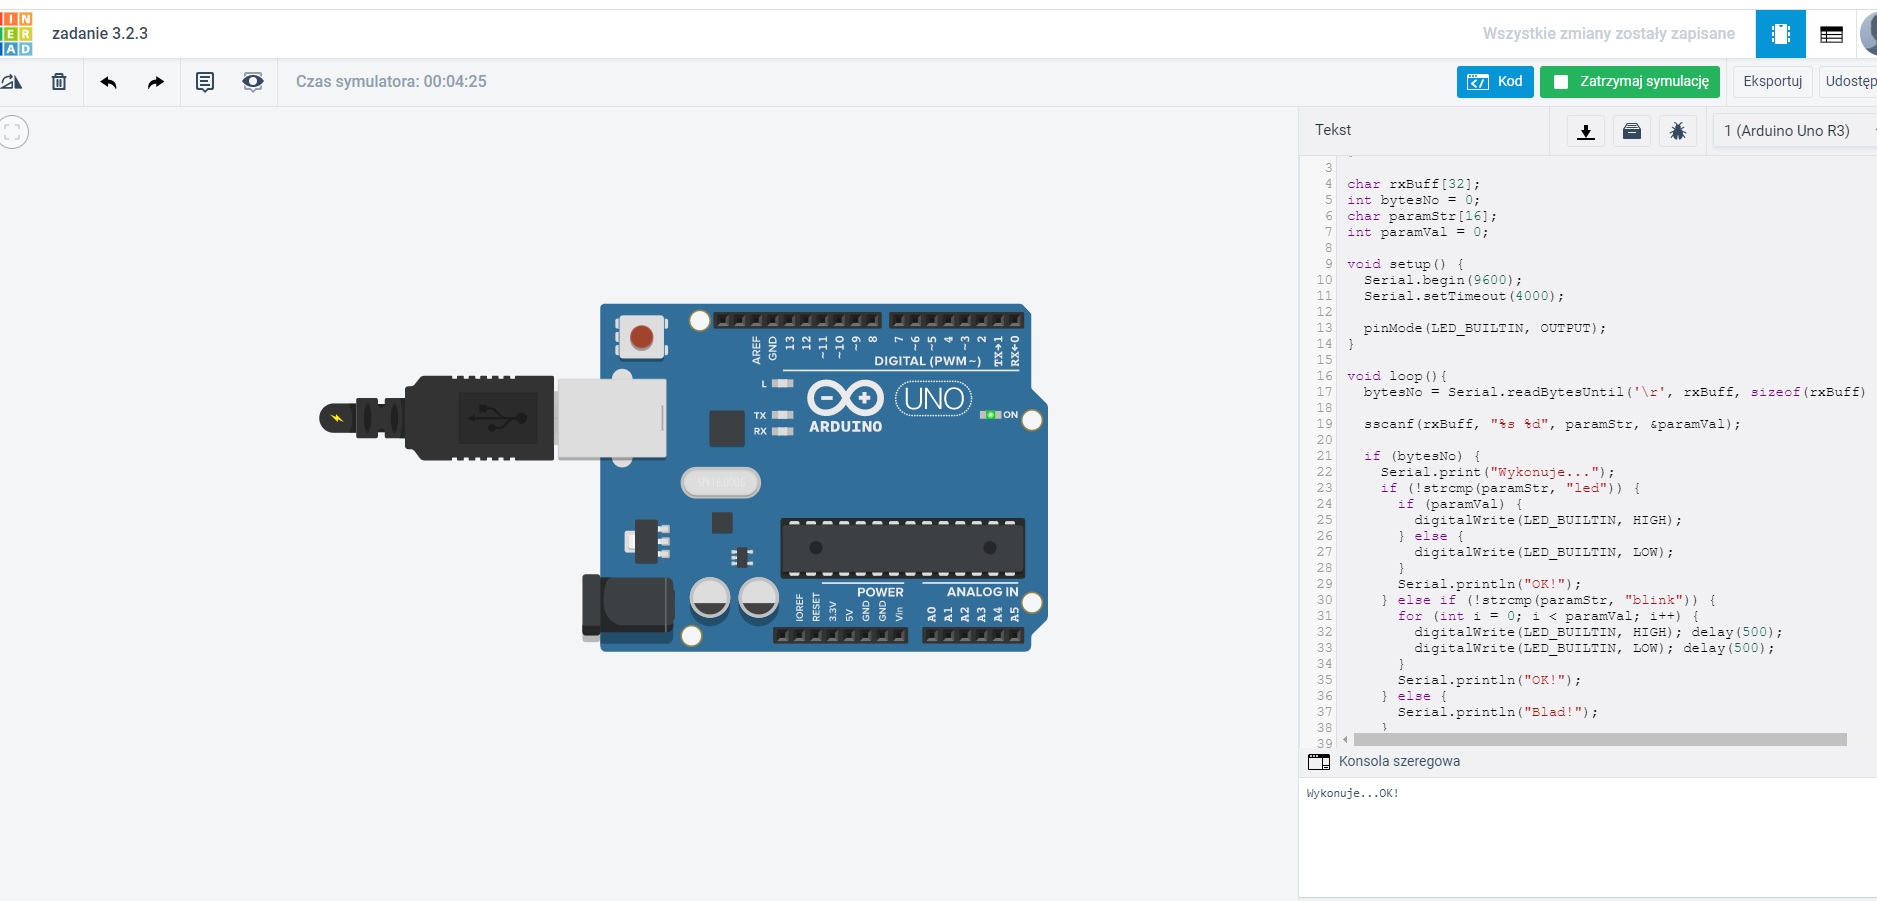 IN
ER
AD
zadanie 3.2.3
Wszystkie zmiany zostały zapisane
Czas symulatora: 00:04:25
Kod
Zatrzymaj symulację
Eksportuj
Udostęp
Tekst
1 (Arduino Uno R3)
3
4 char rxBuff[32];
5 int bytesNo = 0;
6 char paramStr[16];
7 int paramVal = 0;
8
9 void setup() {
10 Serial.begin(9600);
11 Serial.setTimeout(4000);
12
13 pinMode(LED_BUILTIN, OUTPUT);
14 }
15
16 void loop(){
17 bytesNo = Serial.readBytesUntil('\r', rxBuff, sizeof(rxBuff)
18
19 sscanf(rxBuff, "%s %d", paramStr, &paramVal);
20
21 if (bytesNo) {
22 Serial.print("Wykonuje...");
23 if (!strcmp(paramStr, "led")) {
24 if (paramVal) {
25 digitalWrite(LED_BUILTIN, HIGH);
26 } else {
27 digitalWrite(LED_BUILTIN, LOW);
28 }
29 Serial.println("OK!");
30 } else if (!strcmp(paramStr, "blink")) {
31 for (int i = 0; i < paramVal; i++) {
32 digitalWrite(LED_BUILTIN, HIGH); delay(500);
33 digitalWrite(LED_BUILTIN, LOW); delay(500);
34 }
35 Serial.println("OK!");
36 } else {
37 Serial.println("Blad!");
38 }
39
Konsola szeregowa
Wykonuje...OK!
AREF
GND
13
12
~11
~10
~9
8
7
~6
~5
4
~3
2
TX→1
RX←0
DIGITAL (PWM~)
L
TX
RX
UNO
ON
ARDUINO
POWER
ANALOG IN
IOREF
RESET
3.3V
5V
GND
GND
Vin
A0
A1
A2
A3
A4
A5